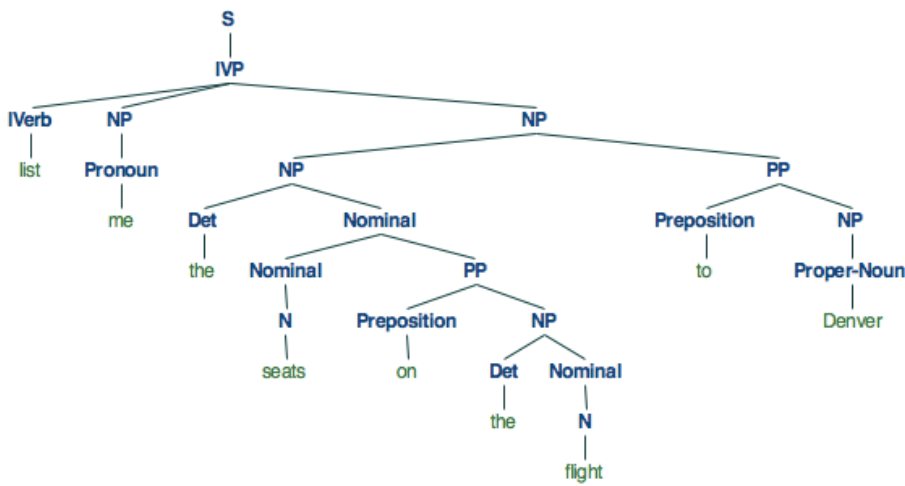 S
IVP
IVerb NP NP
list Pronoun NP PP
me Det Nominal Preposition NP
the Nominal PP to Proper-Noun
N Preposition NP Denver
seats on Det Nominal
the N
flight